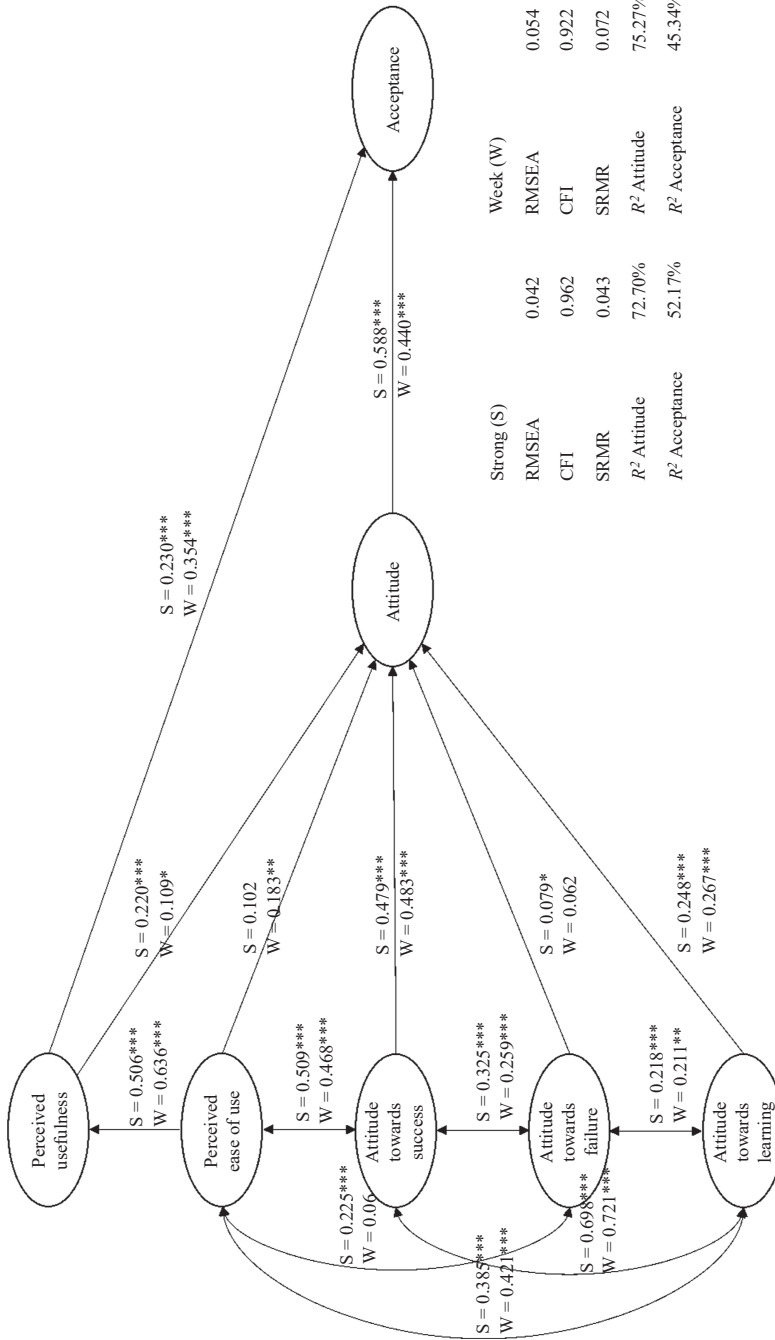 Perceived
usefulness
Perceived
ease of use
Attitude
towards
success
Attitude
towards
failure
Attitude
towards
learning
Attitude
Acceptance
S = 0.506***
W = 0.636***
S = 0.509***
W = 0.468***
S = 0.325***
W = 0.259***
S = 0.218***
W = 0.211**
S = 0.225***
W = 0.06
S = 0.385***
W = 0.421***
S = 0.698***
W = 0.721***
S = 0.220***
W = 0.109*
S = 0.102
W = 0.183**
S = 0.479***
W = 0.483***
S = 0.079*
W = 0.062
S = 0.248***
W = 0.267***
S = 0.230***
W = 0.354***
S = 0.588***
W = 0.440***
Strong (S) Week (W)
RMSEA 0.042 RMSEA 0.054
CFI 0.962 CFI 0.922
SRMR 0.043 SRMR 0.072
R² Attitude 72.70% R² Attitude 75.27%
R² Acceptance 52.17% R² Acceptance 45.34%